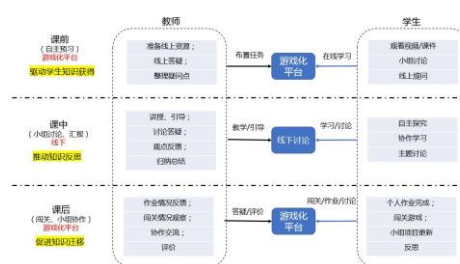 教师
学生
课前
（自主预习）
游戏化平台
驱动学生知识获得
准备线上资源；
线上答疑；
整理疑问点
布置任务
游戏化
平台
在线学习
观看视频/课件
小组讨论
线上提问
课中
（小组讨论、汇报）
线下
推动知识反思
讲授、引导；
讨论答疑；
观点反馈；
归纳总结
教学/引导
线下讨论
学习/讨论
自主探究
协作学习
主题讨论
课后
（闯关、小组协作）
游戏化平台
促进知识迁移
作业情况反馈；
闯关情况观察；
协作交流；
评价
答疑/评价
游戏化
平台
闯关/作业/讨论
个人作业完成；
闯关游戏；
小组项目更新
反思